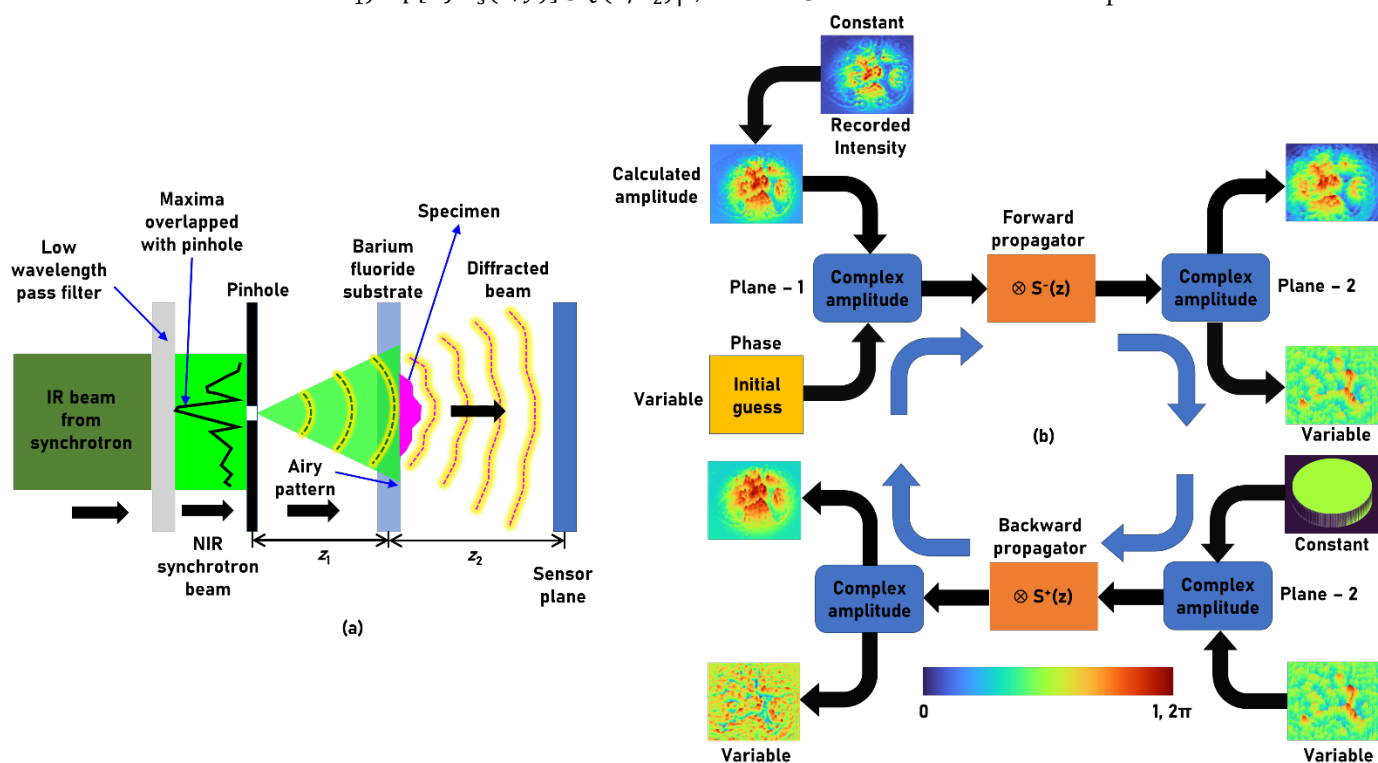 Constant
Recorded
Intensity
Calculated
amplitude
Maxima
overlapped
with pinhole
Specimen
Low
wavelength
pass filter
Barium
fluoride
substrate
Diffracted
beam
Pinhole
Forward
propagator
Plane – 1
Complex
amplitude
⊗ S⁻(z)
Complex
amplitude
Plane – 2
Phase
Initial
guess
Variable
IR beam
from
synchrotron
Variable
(b)
Airy
pattern
NIR
synchrotron
beam
z₁
z₂
Sensor
plane
(a)
Backward
propagator
Constant
Complex
amplitude
⊗ S⁺(z)
Complex
amplitude
Plane – 2
0
1, 2π
Variable
Variable